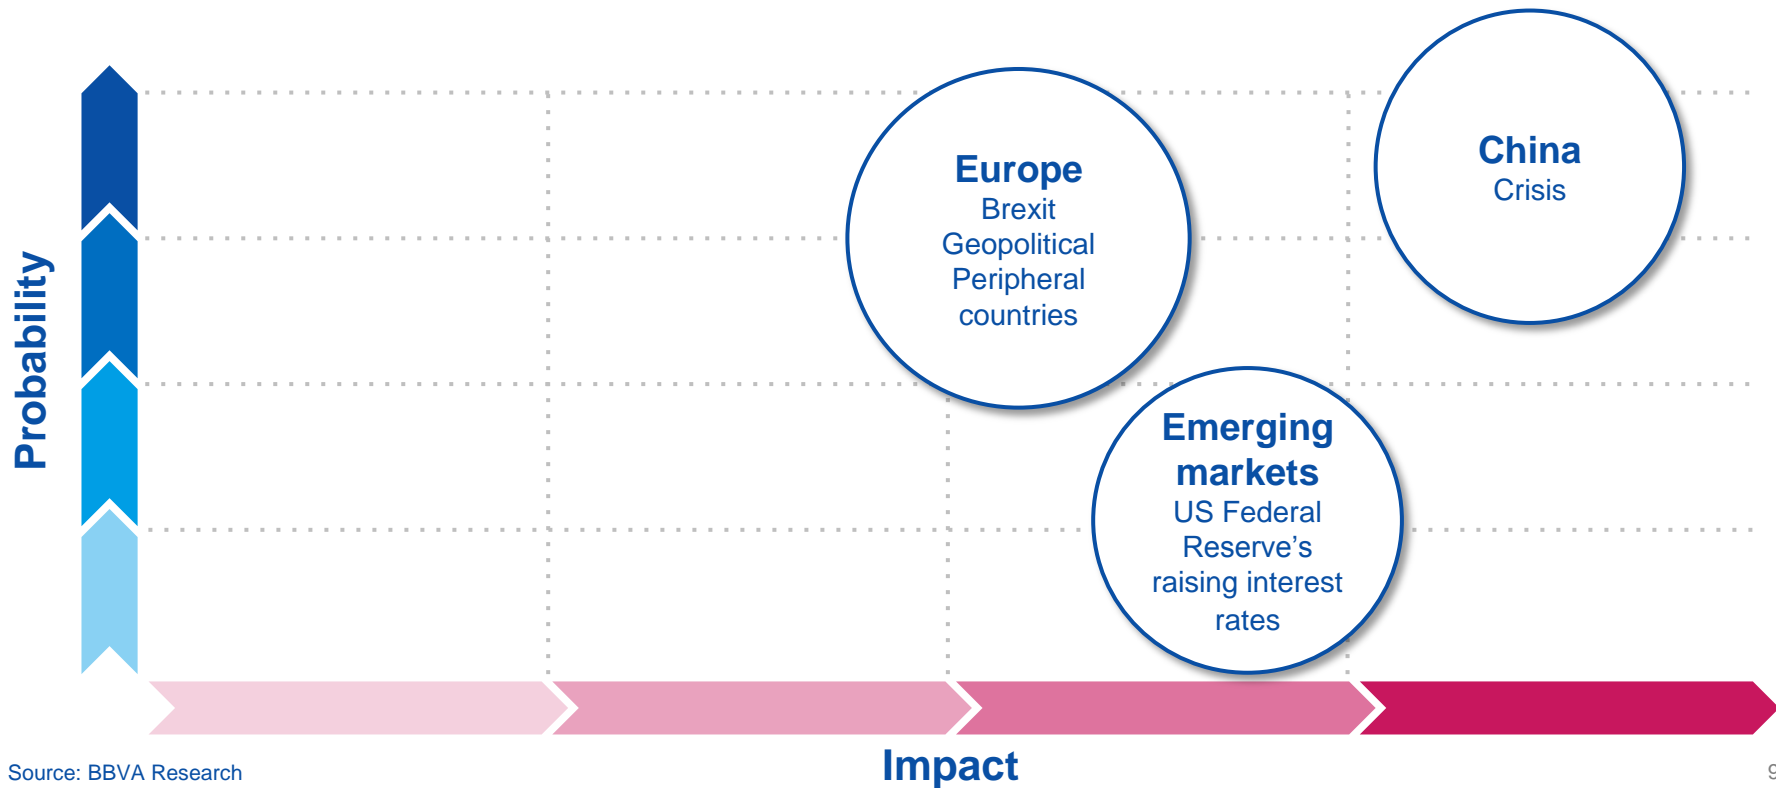 Probability
Europe
Brexit
Geopolitical
Peripheral
countries
China
Crisis
Emerging
markets
US Federal
Reserve’s
raising interest
rates
Impact
Source: BBVA Research
9